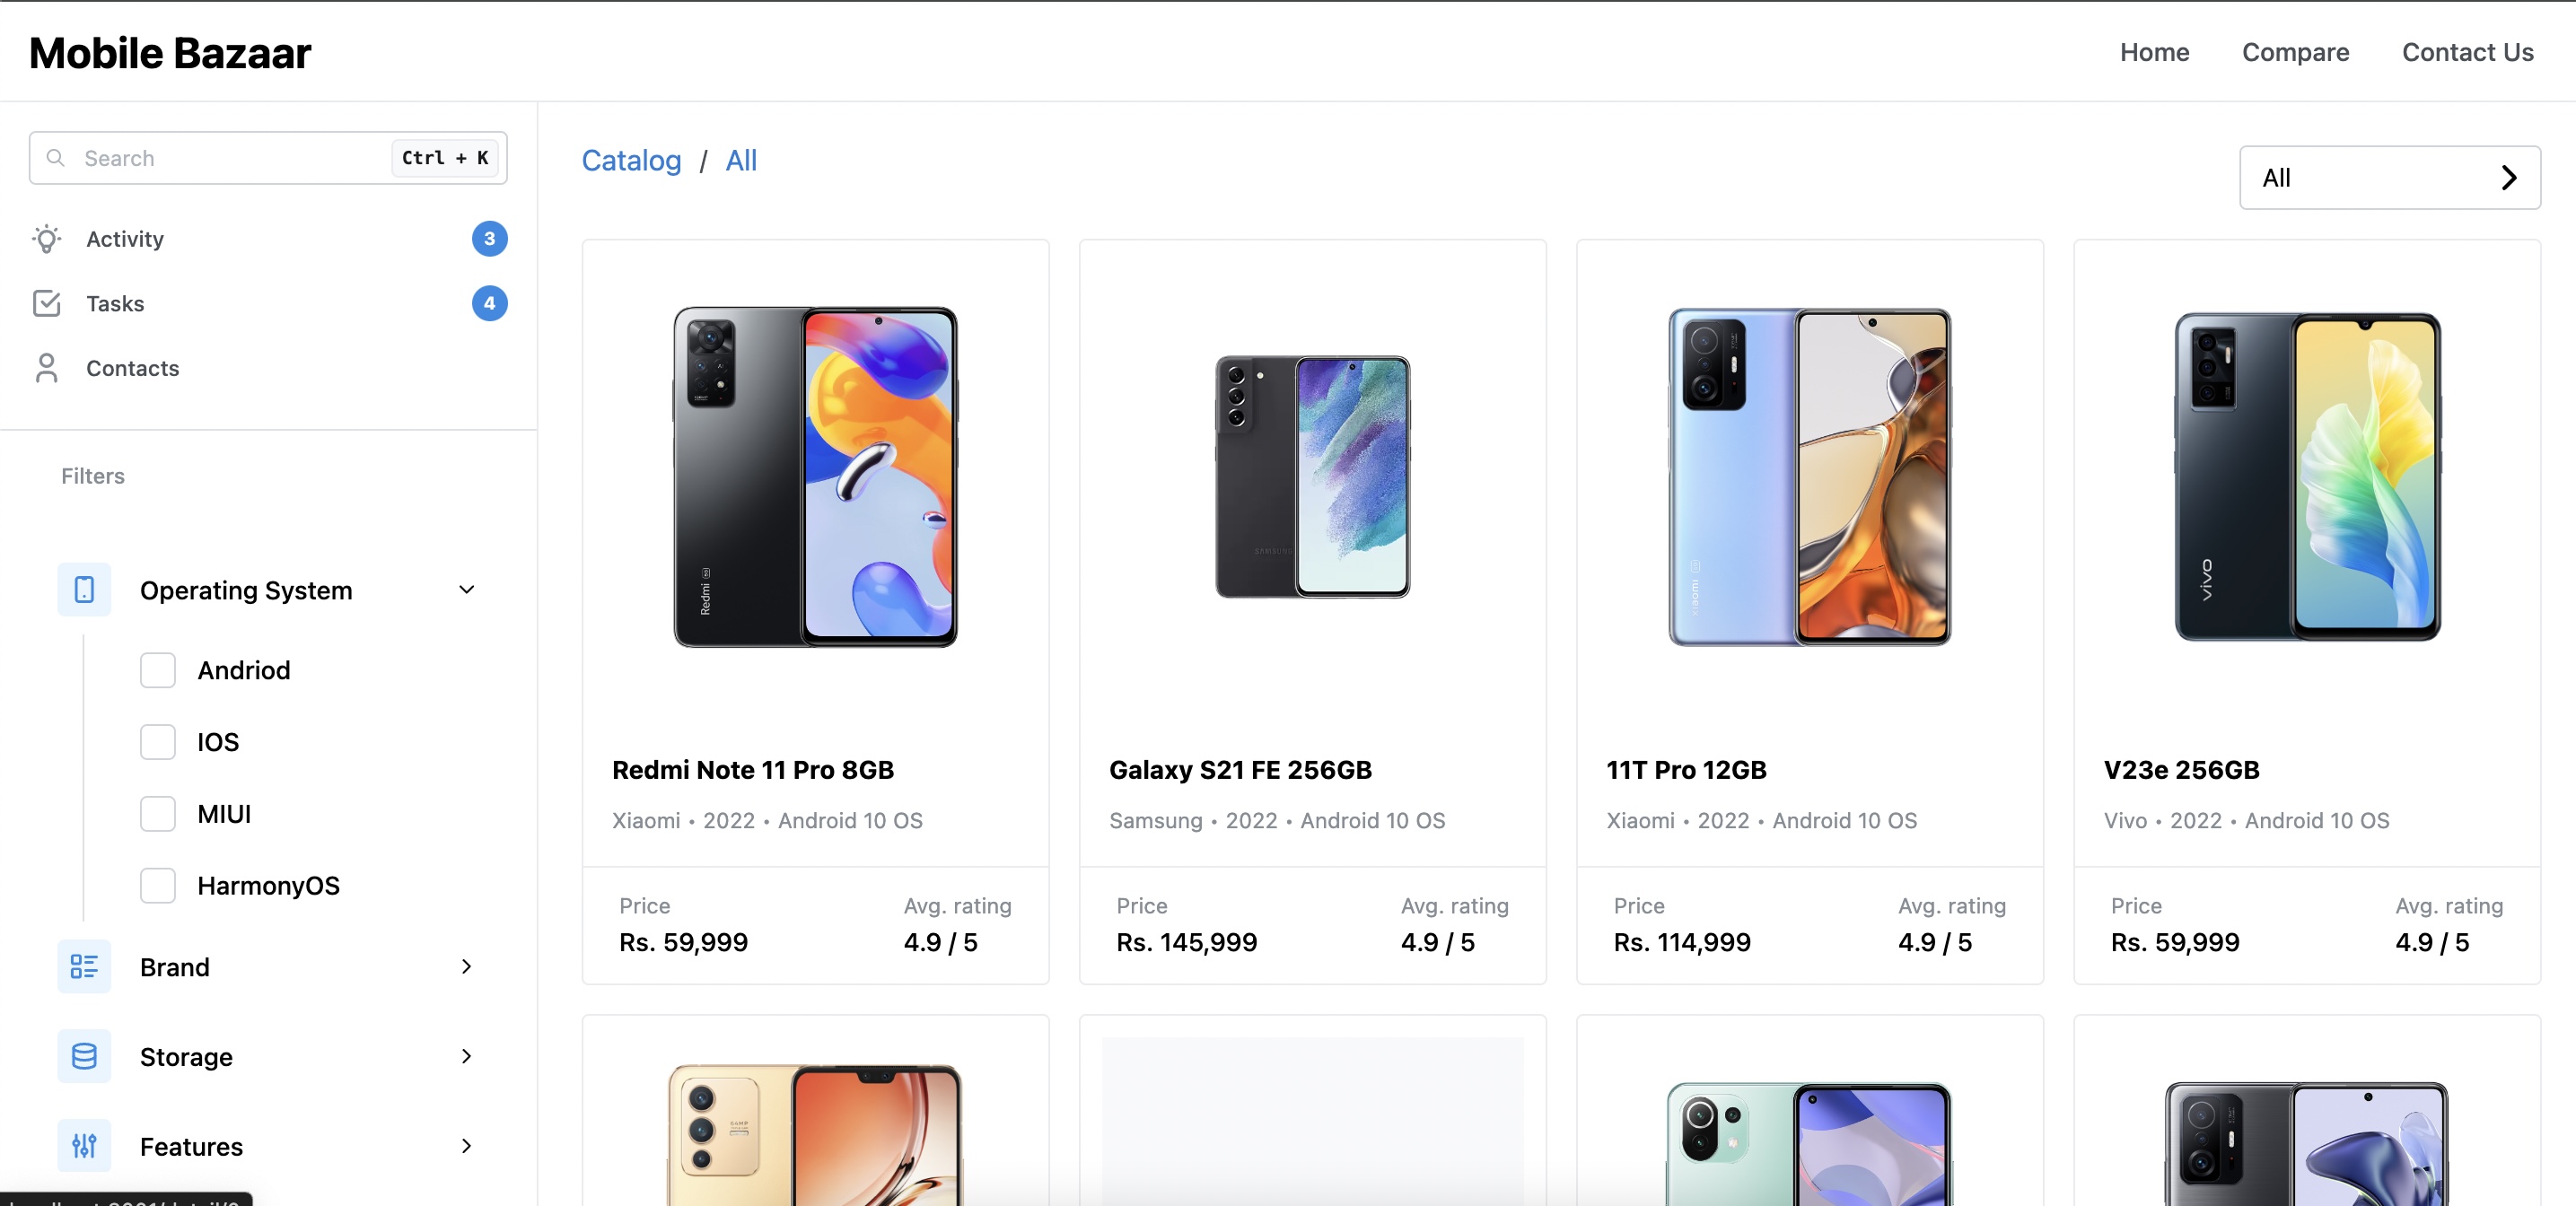 Mobile Bazaar
Home
Compare
Contact Us
Search
Ctrl + K
Activity
3
Tasks
4
Contacts
Filters
Operating System
Andriod
IOS
MIUI
HarmonyOS
Brand
Storage
Features
Catalog / All
All
Redmi
SAMSUNG
xiaomi
vivo
Redmi Note 11 Pro 8GB
Xiaomi • 2022 • Android 10 OS
Price
Avg. rating
Rs. 59,999
4.9 / 5
Galaxy S21 FE 256GB
Samsung • 2022 • Android 10 OS
Price
Avg. rating
Rs. 145,999
4.9 / 5
11T Pro 12GB
Xiaomi • 2022 • Android 10 OS
Price
Avg. rating
Rs. 114,999
4.9 / 5
V23e 256GB
Vivo • 2022 • Android 10 OS
Price
Avg. rating
Rs. 59,999
4.9 / 5